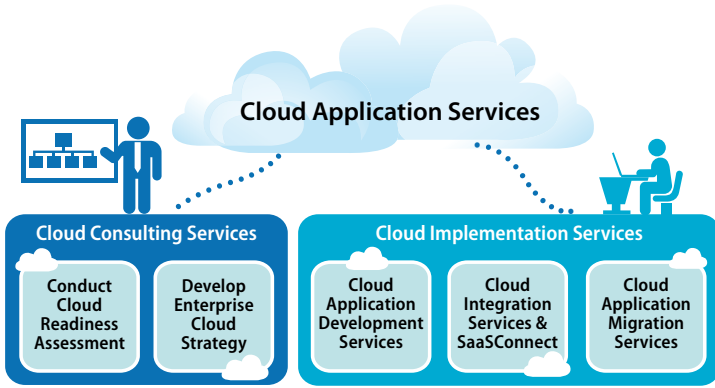 Cloud Application Services
Cloud Consulting Services
Conduct
Cloud
Readiness
Assessment
Develop
Enterprise
Cloud
Strategy
Cloud Implementation Services
Cloud
Application
Development
Services
Cloud
Integration
Services &
SaaSConnect
Cloud
Application
Migration
Services